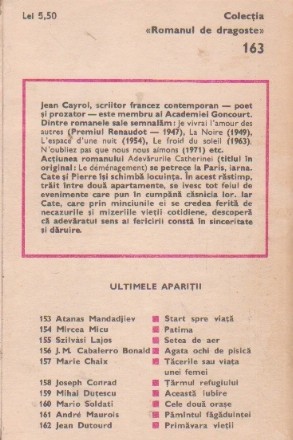 Lei 5,50
Colecția
«Romanul de dragoste»
163
Jean Cayrol, scriitor francez contemporan — poet
și prozator — este membru al Academiei Goncourt.
Dintre romanele sale semnalăm: Je vivrai l'amour des
autres (Premiul Renaudot — 1947), La Noire (1949),
L'espace d'une nuit (1954), Le froid du soleil (1963),
N'oubliez pas que nous nous aimons (1971) etc.
Acțiunea romanului Adevărurile Catherinei (titlul în
original: Le déménagement) se petrece la Paris, iarna.
Cate și Pierre își schimbă locuința. În acest răstimp,
trăit între două apartamente, se ivesc tot felul de
evenimente care pun în cumpănă căsnicia lor. Iar
Cate, care prin minciunile ei se credea ferită de
necazurile și mizeriile vieții cotidiene, descoperă
că adevăratul sens al fericirii constă în sinceritate
și dăruire.
ULTIMELE APARIȚII
153 Atanas Mandadjiev Start spre viață
154 Mircea Micu Patima
155 Szilvási Lajos Setea de aer
156 J. M. Cabalerro Bonald Agata ochi de pisică
157 Marie Chaix Tăcerile sau viața
unei femei
158 Joseph Conrad Țărmul refugiului
159 Mihai Duțescu Această iubire
160 Mario Soldati Cele două orașe
161 André Maurois Pămîntul făgăduinței
162 Jean Dutourd Primăvara vieții